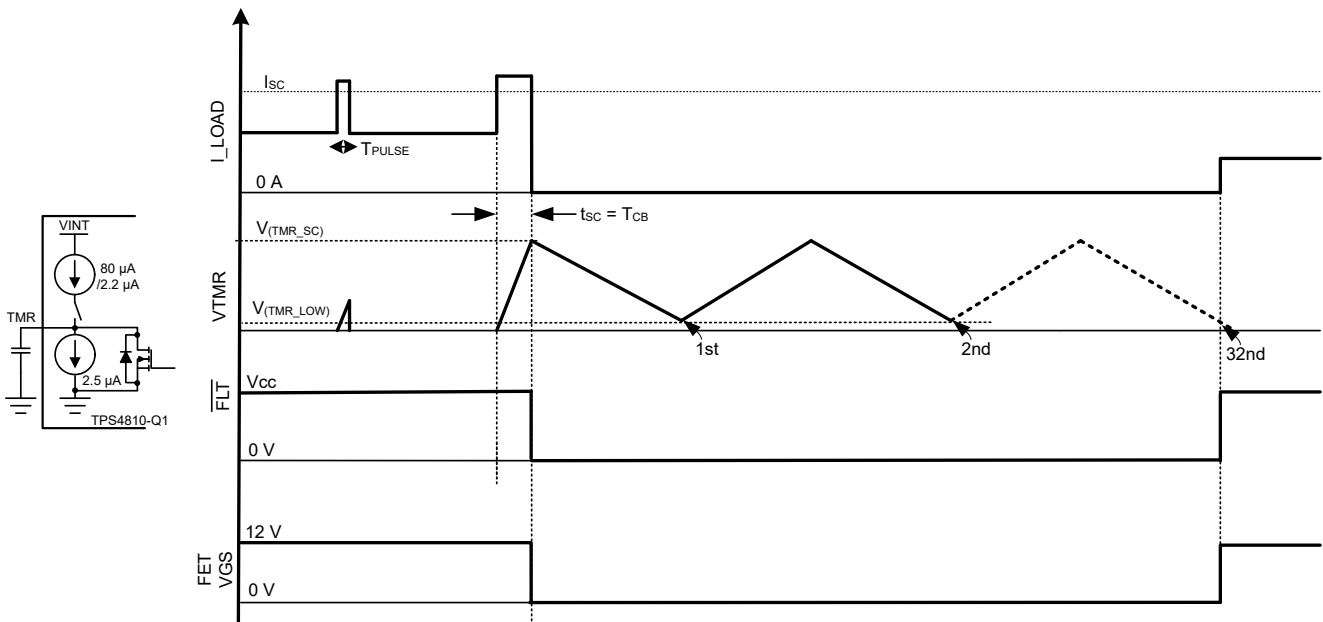 VINT
80 µA
/2.2 µA
TMR
2.5 µA
TPS4810-Q1
I_LOAD
ISC
TPULSE
0 A
tSC = TCB
VTMR
V(TMR_SC)
V(TMR_LOW)
1st
2nd
32nd
FLT
Vcc
0 V
FET
VGS
12 V
0 V